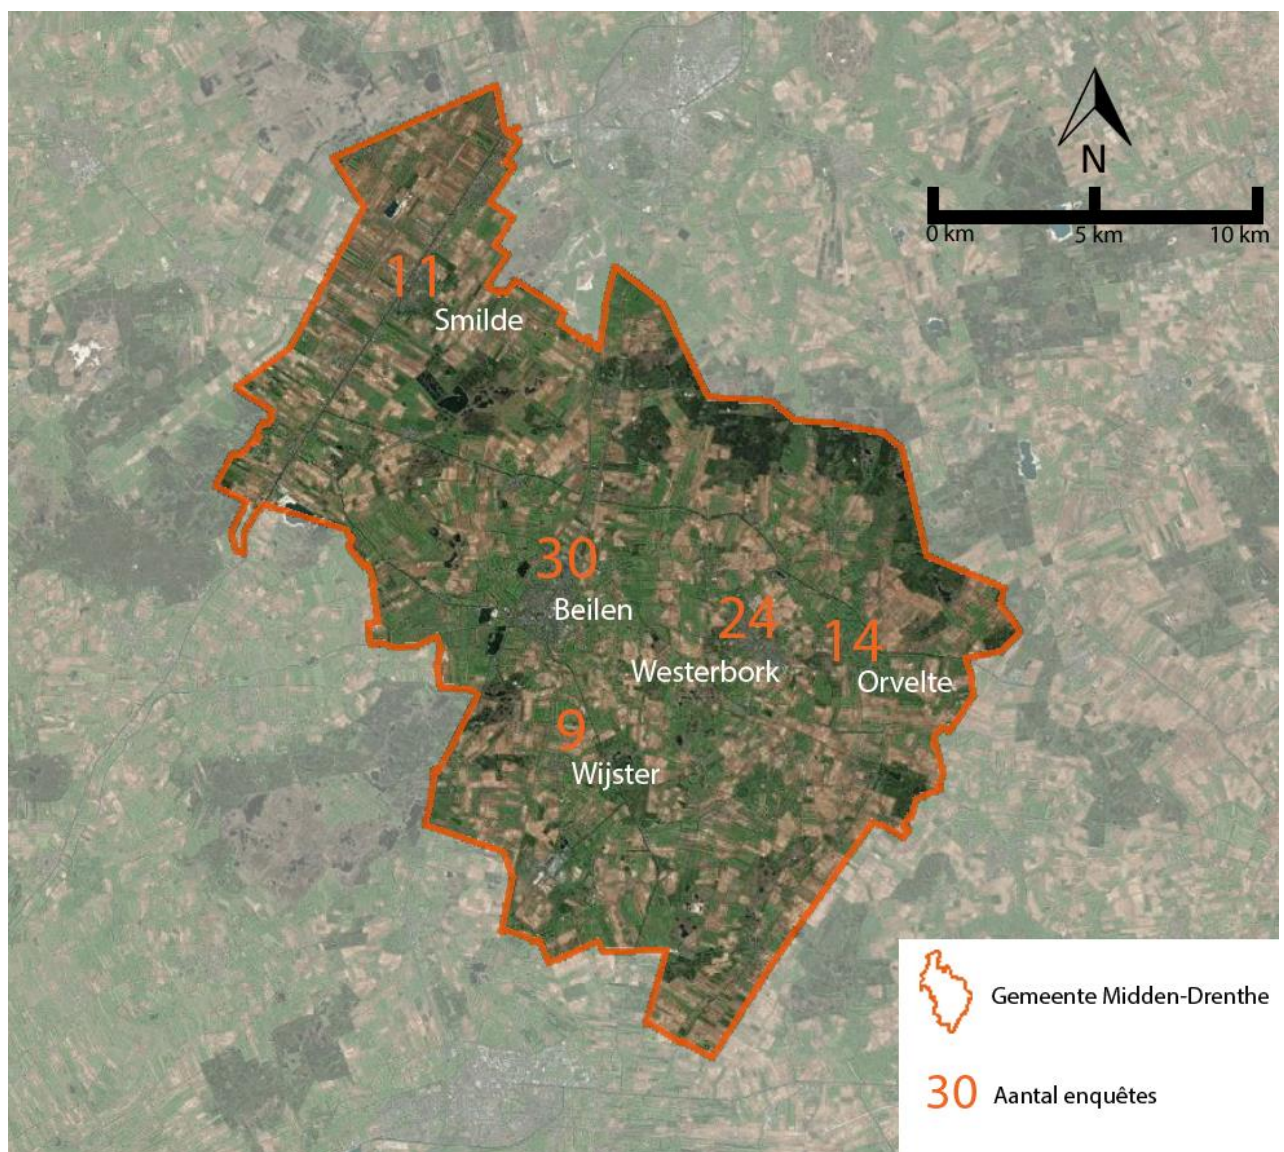 N
0 km 5 km 10 km
11
Smilde
30
Beilen
24
Westerbork
14
Orvelte
9
Wijster
Gemeente Midden-Drenthe
30 Aantal enquêtes